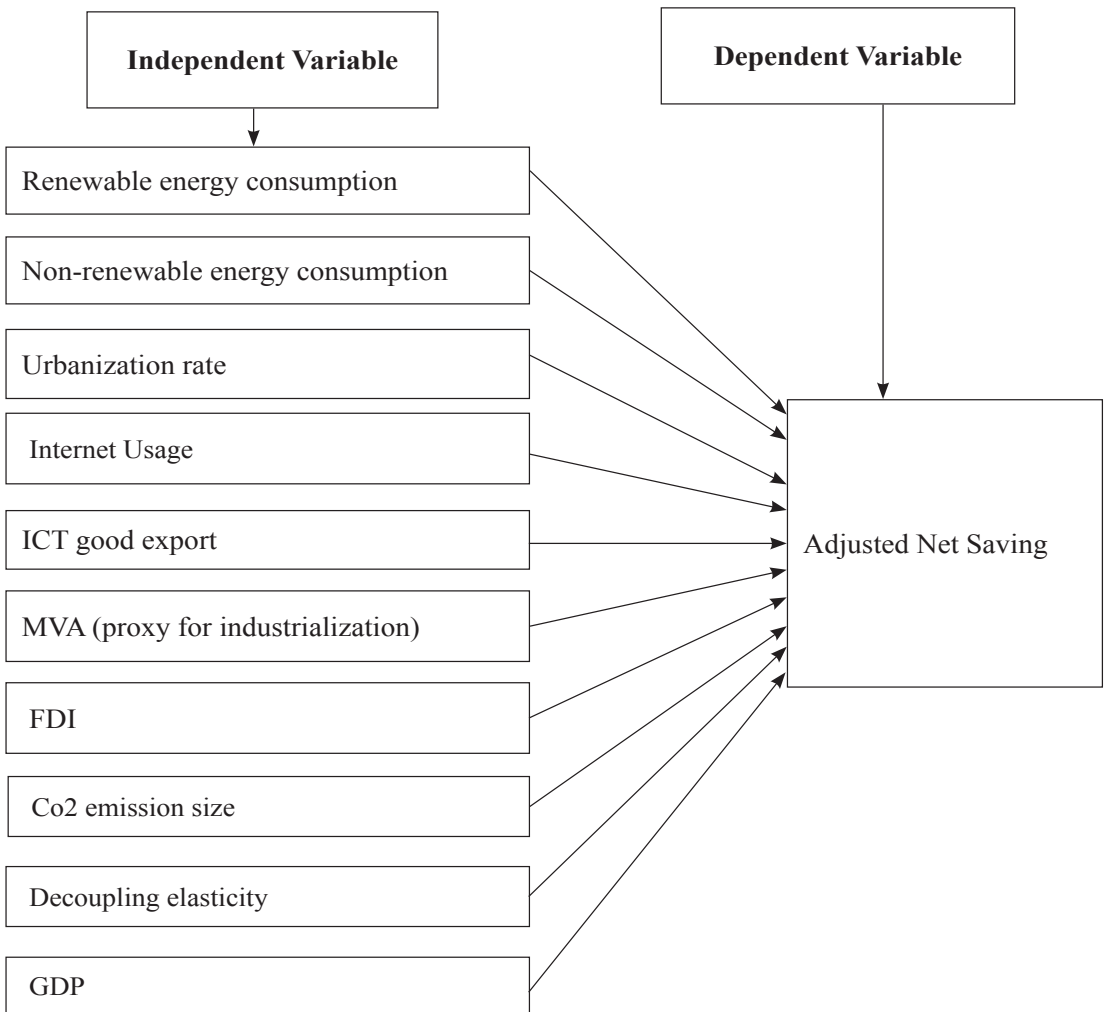 Independent Variable
Dependent Variable
Renewable energy consumption
Non-renewable energy consumption
Urbanization rate
Internet Usage
ICT good export
MVA (proxy for industrialization)
FDI
Co2 emission size
Decoupling elasticity
GDP
Adjusted Net Saving